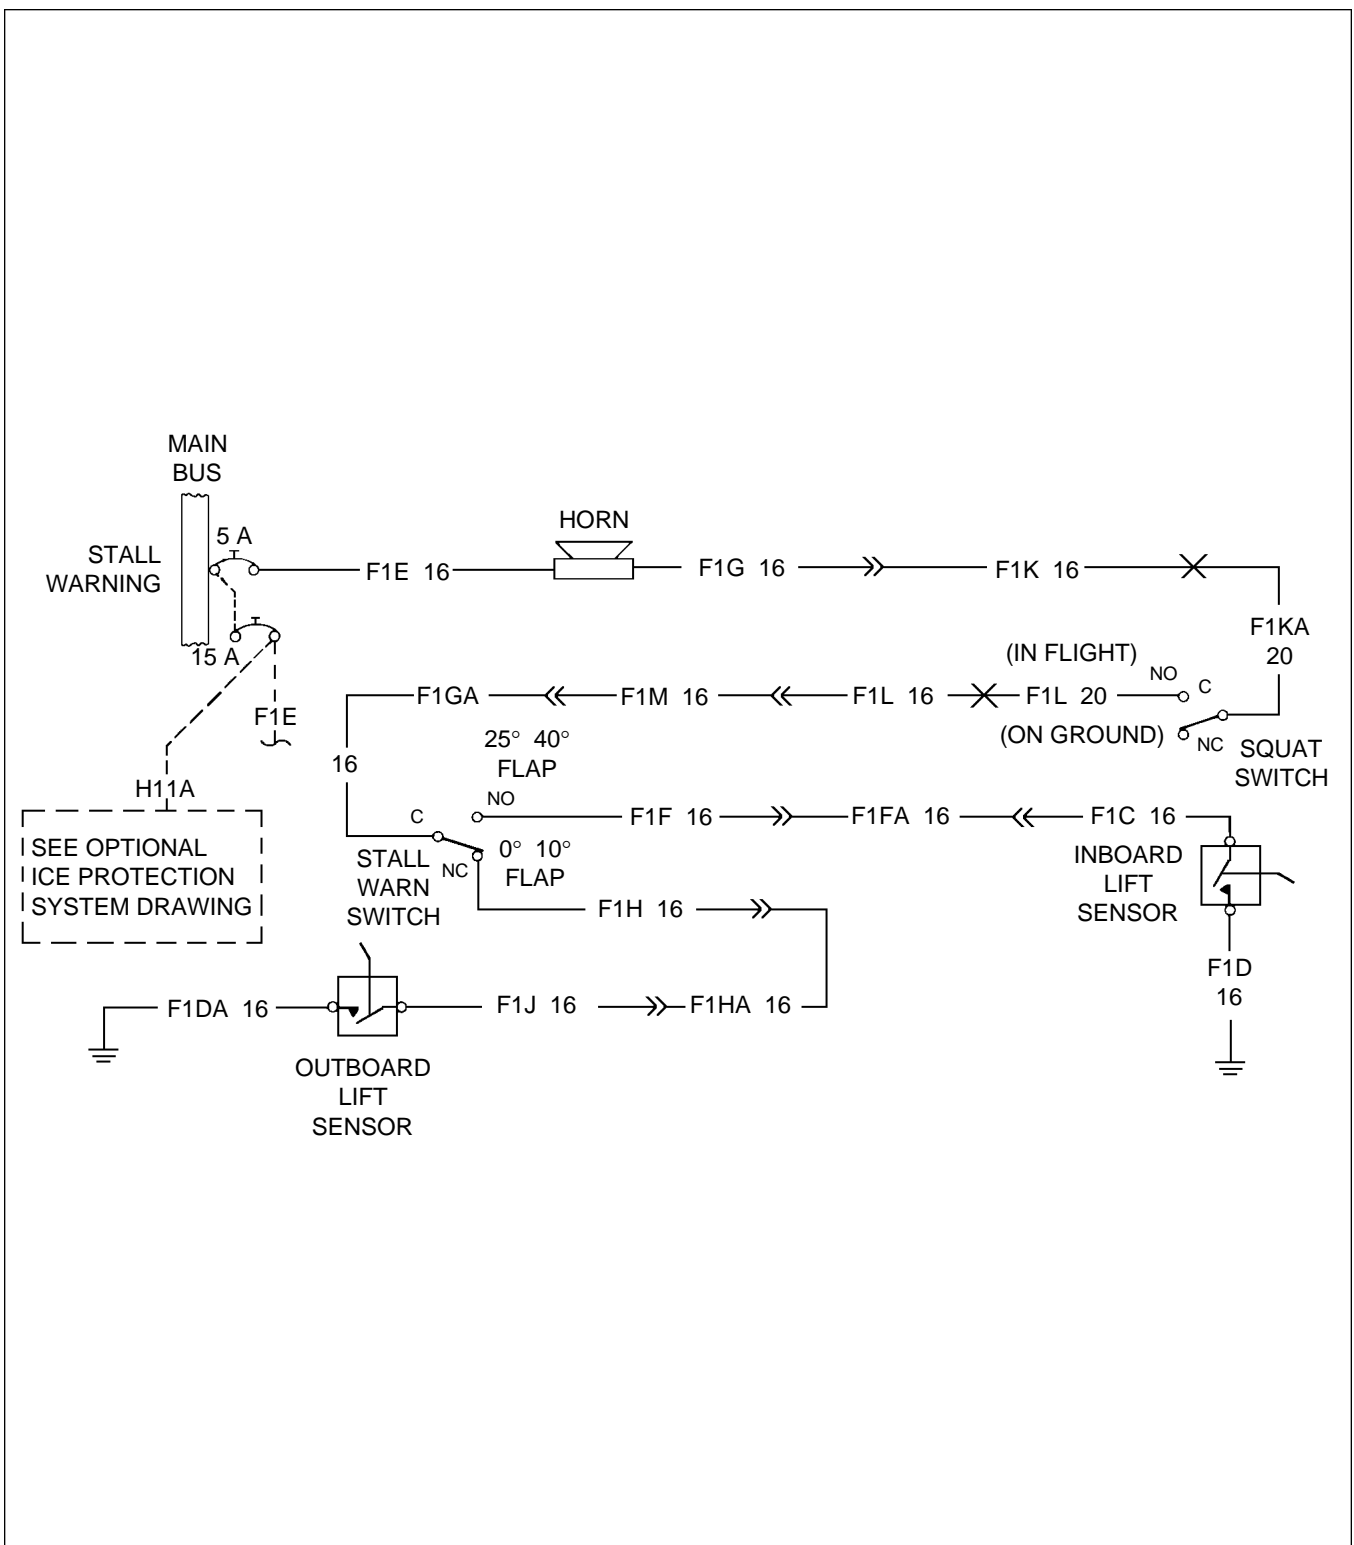 MAIN
BUS
5 A
HORN
STALL
WARNING
F1E 16
F1G 16
F1K 16
15 A
F1KA
20
(IN FLIGHT)
NO
C
F1GA
F1M 16
F1L 16
F1L 20
F1E
(ON GROUND)
NC
SQUAT
SWITCH
25° 40°
FLAP
16
H11A
NO
C
F1F 16
F1FA 16
F1C 16
SEE OPTIONAL
ICE PROTECTION
SYSTEM DRAWING
STALL
WARN
SWITCH
NC
0° 10°
FLAP
INBOARD
LIFT
SENSOR
F1H 16
F1D
16
F1DA 16
F1J 16
F1HA 16
OUTBOARD
LIFT
SENSOR